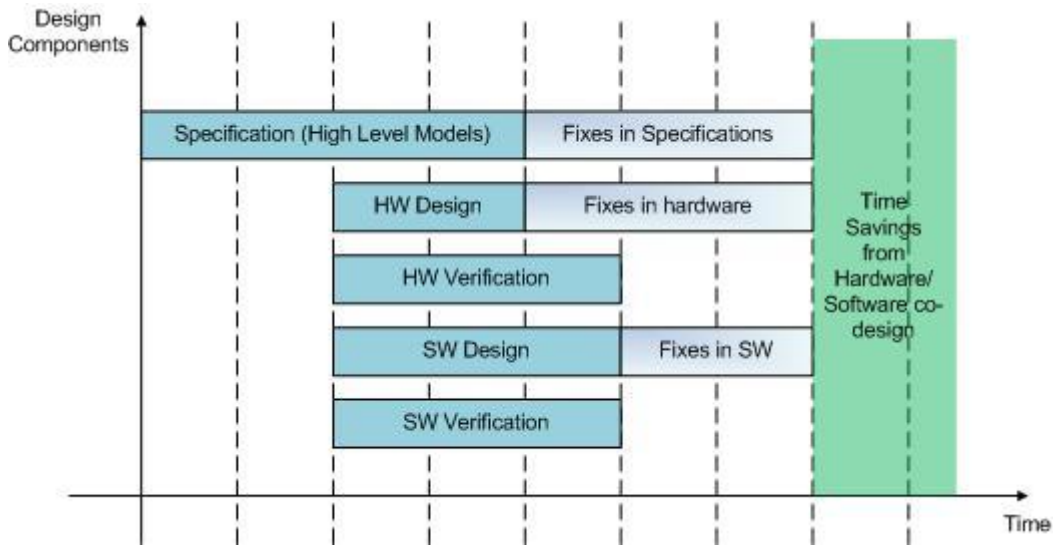 Design
Components
Specification (High Level Models)
Fixes in Specifications
HW Design
Fixes in hardware
HW Verification
SW Design
Fixes in SW
SW Verification
Time
Savings
from
Hardware/
Software co-
design
Time